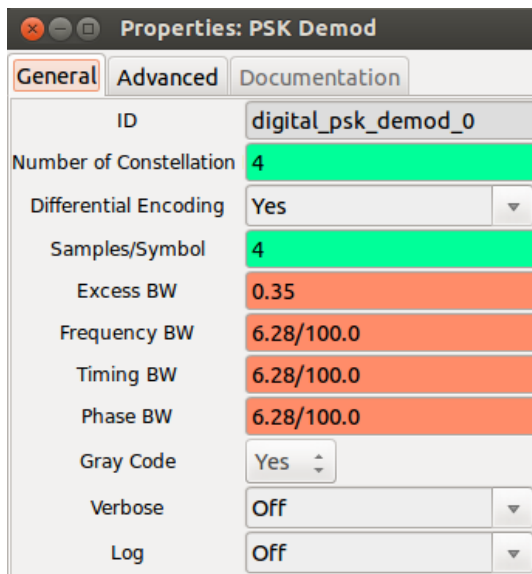 Properties: PSK Demod
General Advanced Documentation
ID digital_psk_demod_0
Number of Constellation 4
Differential Encoding Yes
Samples/Symbol 4
Excess BW 0.35
Frequency BW 6.28/100.0
Timing BW 6.28/100.0
Phase BW 6.28/100.0
Gray Code Yes
Verbose Off
Log Off